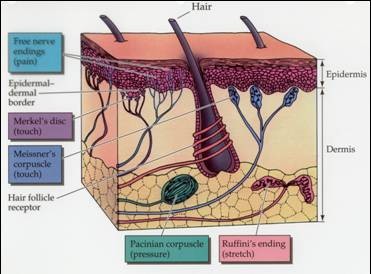 Hair
Free nerve
endings
(pain)
Epidermal–
dermal
border
Merkel's disc
(touch)
Meissner's
corpuscle
(touch)
Hair follicle
receptor
Epidermis
Dermis
Pacinian corpuscle
(pressure)
Ruffini's ending
(stretch)